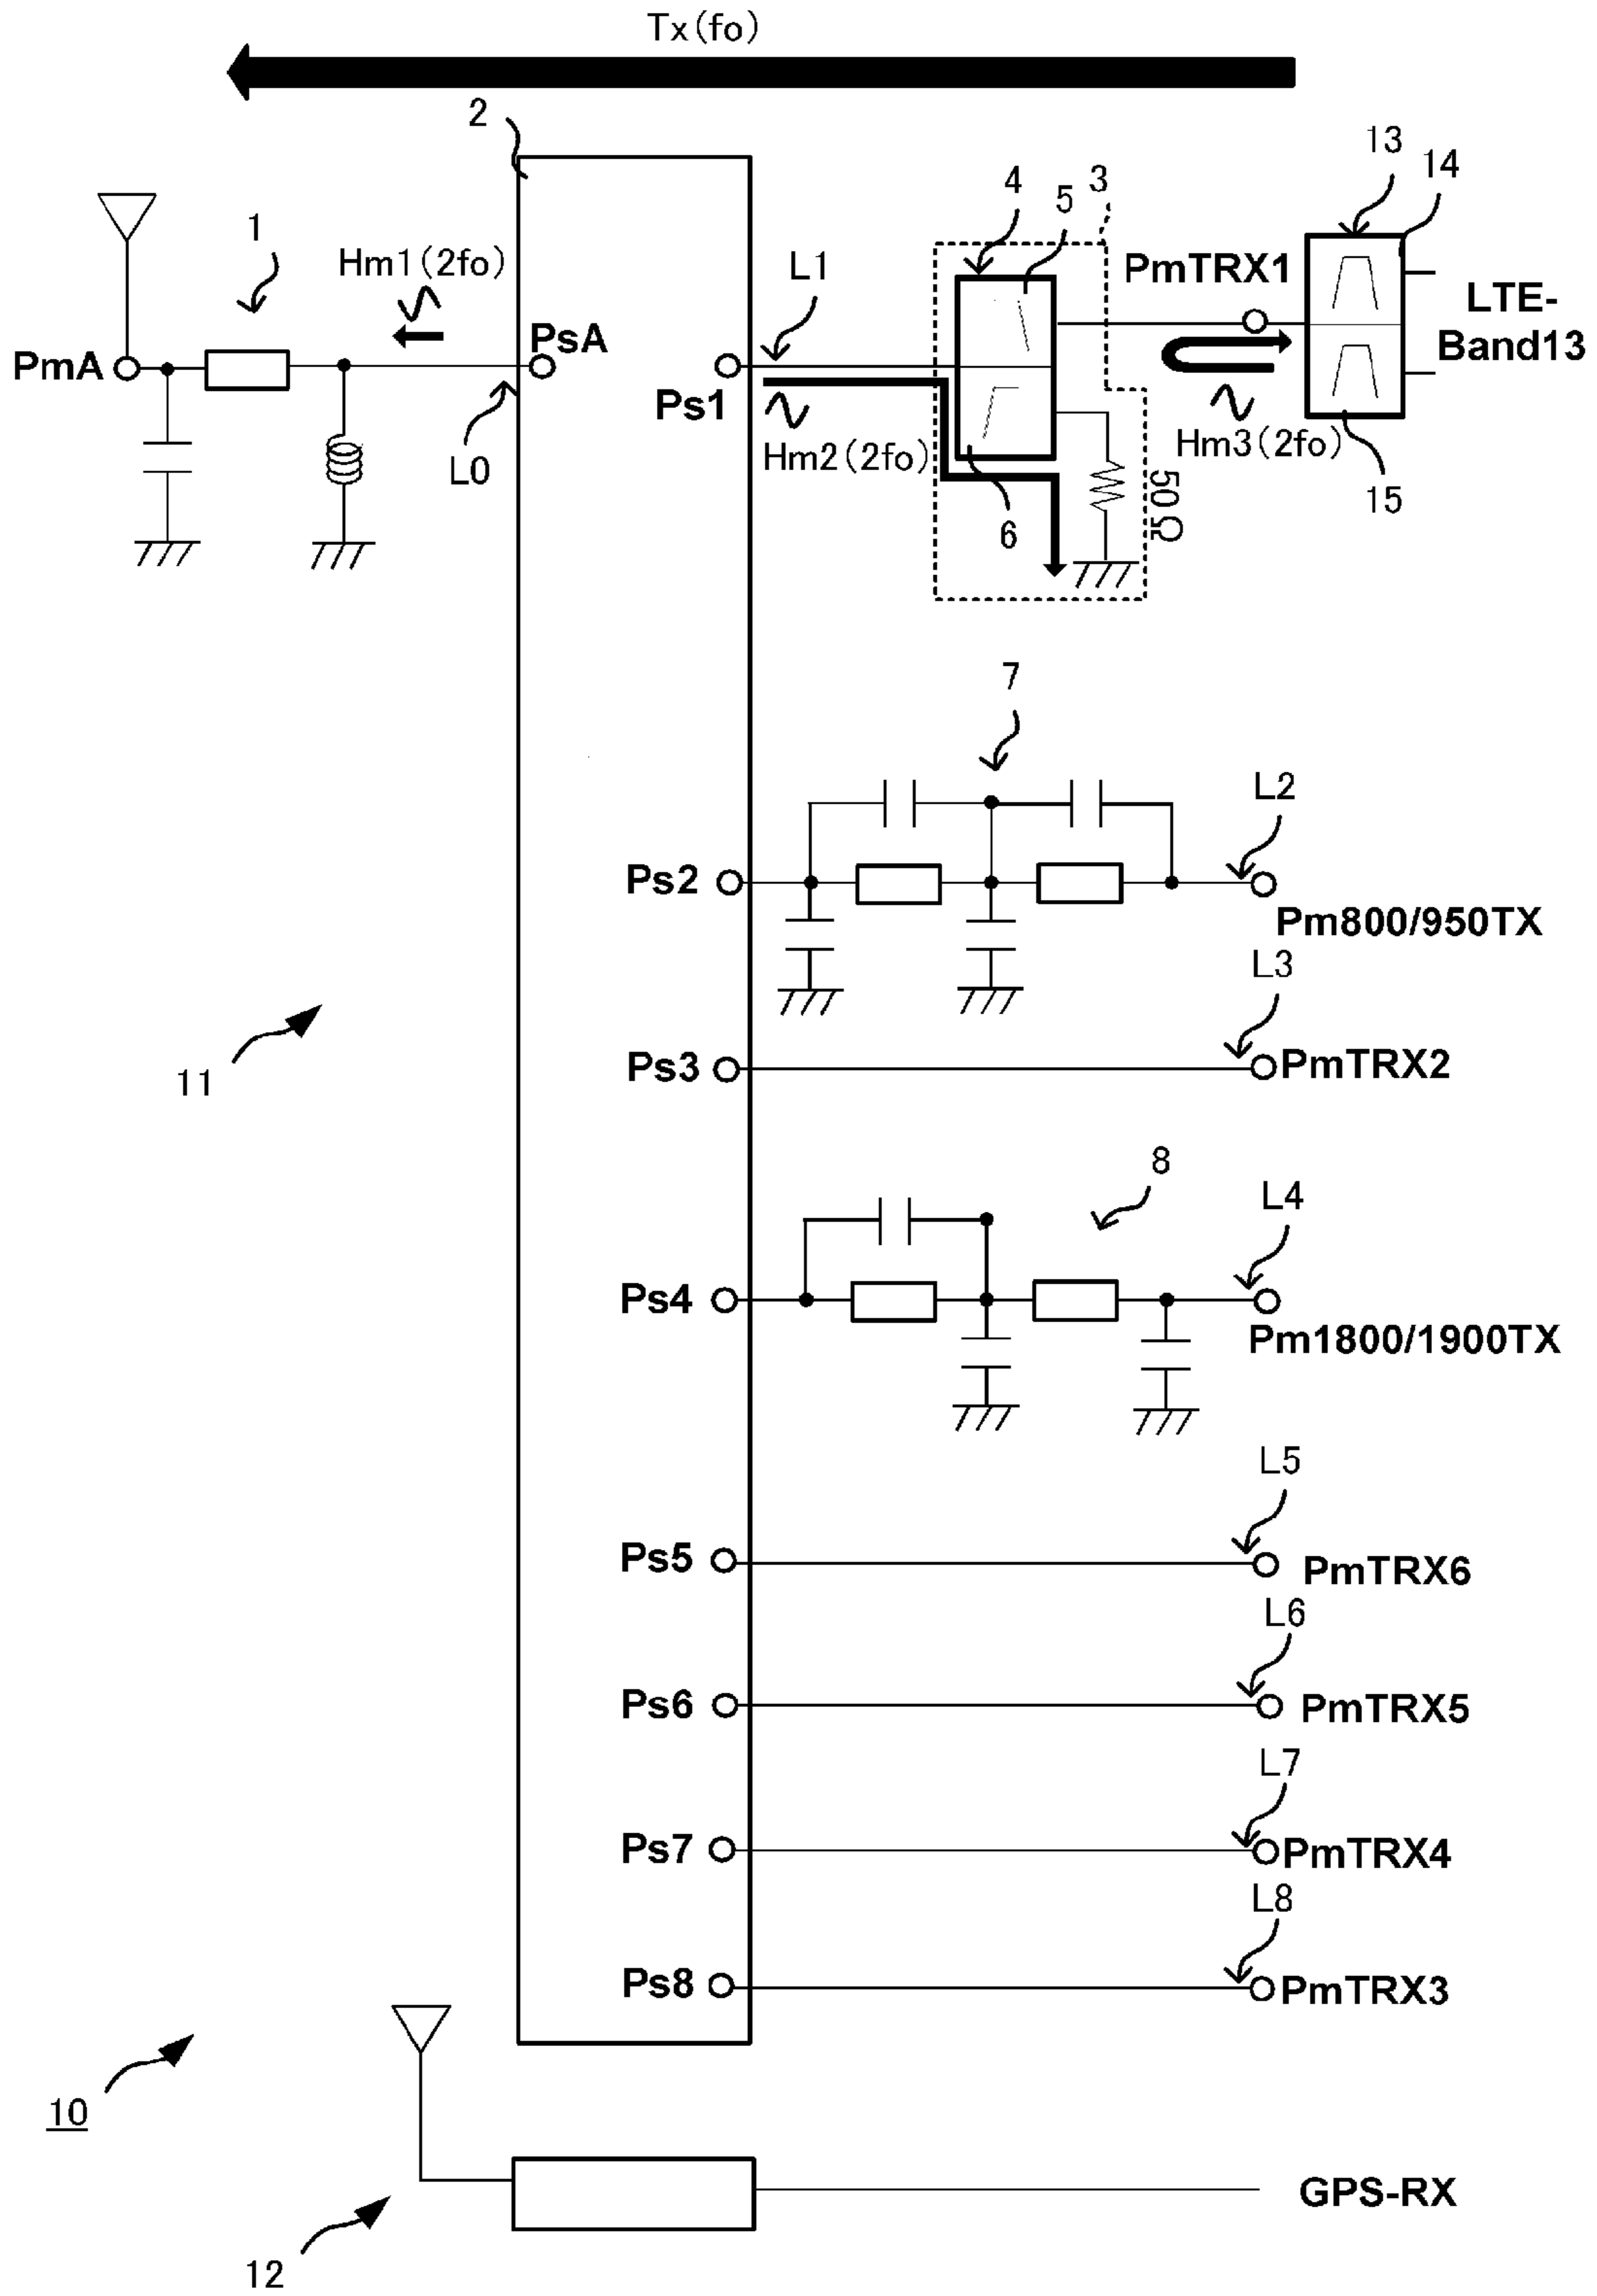 Tx(fo)
2
13
14
4
5
3
1
Hm1(2fo)
L1
PmTRX1
LTE-
Band13
PmA
PsA
Ps1
L0
Hm2(2fo)
6
50Ω
Hm3(2fo)
15
7
L2
Ps2
Pm800/950TX
L3
11
Ps3
PmTRX2
8
L4
Ps4
Pm1800/1900TX
L5
Ps5
PmTRX6
L6
Ps6
PmTRX5
L7
Ps7
PmTRX4
L8
Ps8
PmTRX3
10
GPS-RX
12